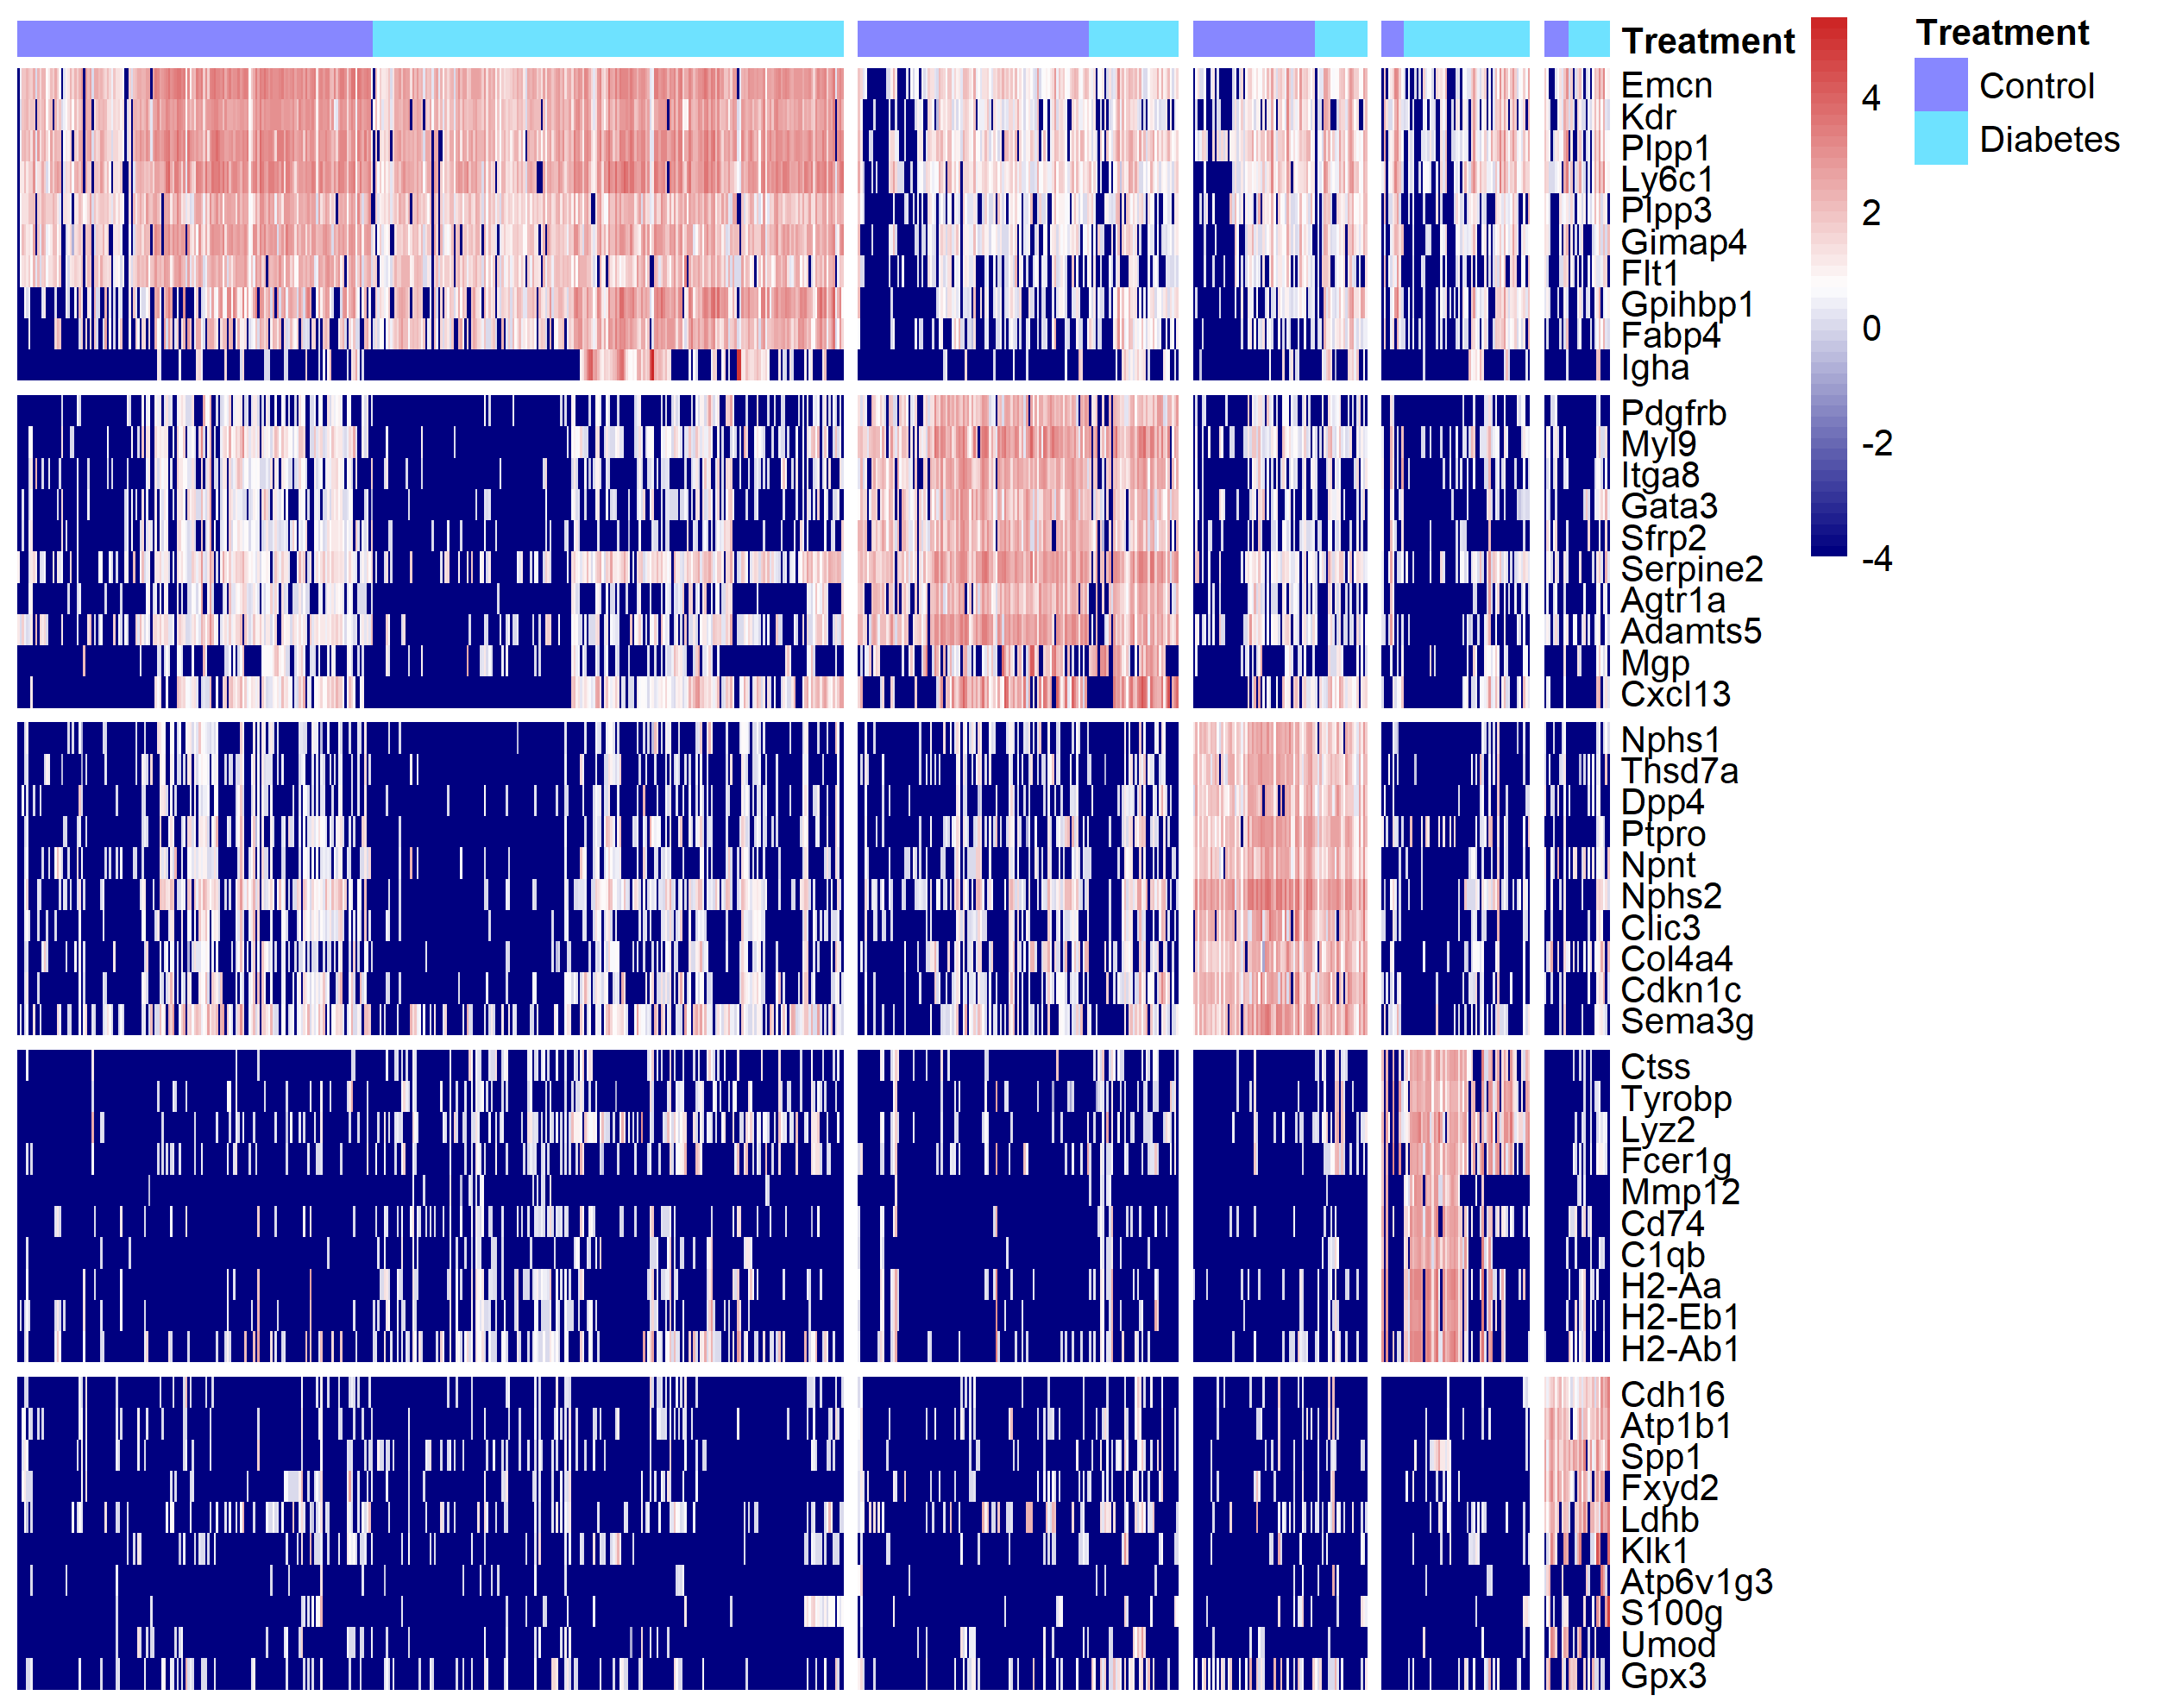 Treatment
Emcn
Kdr
Plpp1
Ly6c1
Plpp3
Gimap4
Flt1
Gpihbp1
Fabp4
Igha
Pdgfrb
Myl9
Itga8
Gata3
Sfrp2
Serpine2
Agtr1a
Adamts5
Mgp
Cxcl13
Nphs1
Thsd7a
Dpp4
Ptpro
Npnt
Nphs2
Clic3
Col4a4
Cdkn1c
Sema3g
Ctss
Tyrobp
Lyz2
Fcer1g
Mmp12
Cd74
C1qb
H2-Aa
H2-Eb1
H2-Ab1
Cdh16
Atp1b1
Spp1
Fxyd2
Ldhb
Klk1
Atp6v1g3
S100g
Umod
Gpx3
4
2
0
-2
-4
Treatment
Control
Diabetes